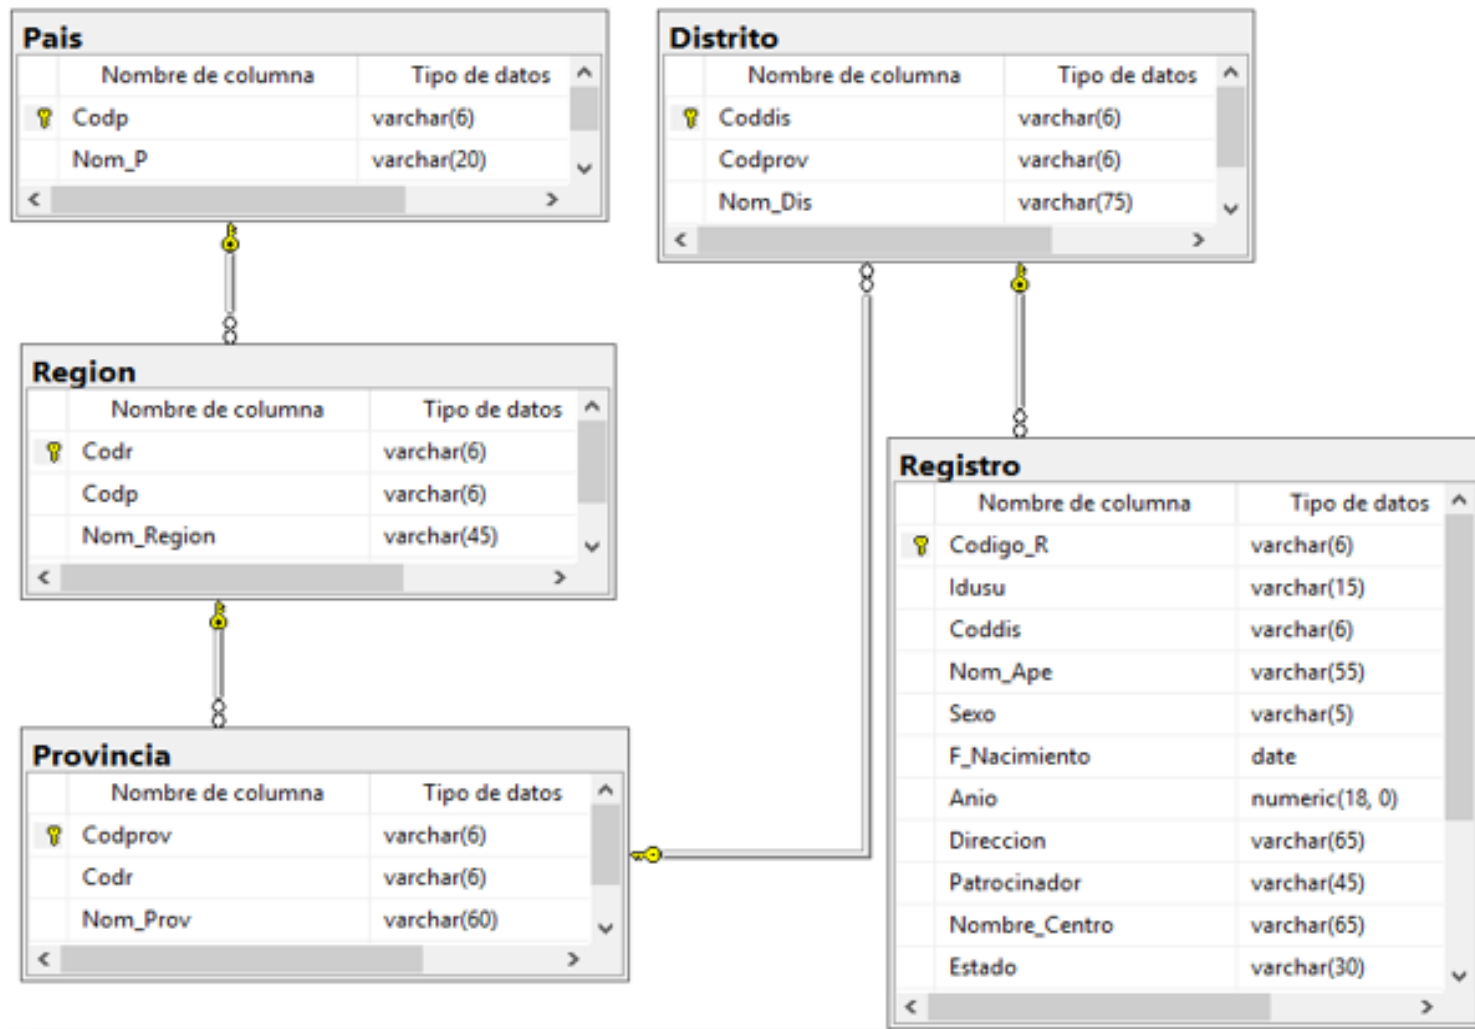 Pais
Nombre de columna Tipo de datos
Codp varchar(6)
Nom_P varchar(20)
Distrito
Nombre de columna Tipo de datos
Coddis varchar(6)
Codprov varchar(6)
Nom_Dis varchar(75)
Region
Nombre de columna Tipo de datos
Codr varchar(6)
Codp varchar(6)
Nom_Region varchar(45)
Provincia
Nombre de columna Tipo de datos
Codprov varchar(6)
Codr varchar(6)
Nom_Prov varchar(60)
Registro
Nombre de columna Tipo de datos
Codigo_R varchar(6)
Idusu varchar(15)
Coddis varchar(6)
Nom_Ape varchar(55)
Sexo varchar(5)
F_Nacimiento date
Anio numeric(18, 0)
Direccion varchar(65)
Patrocinador varchar(45)
Nombre_Centro varchar(65)
Estado varchar(30)